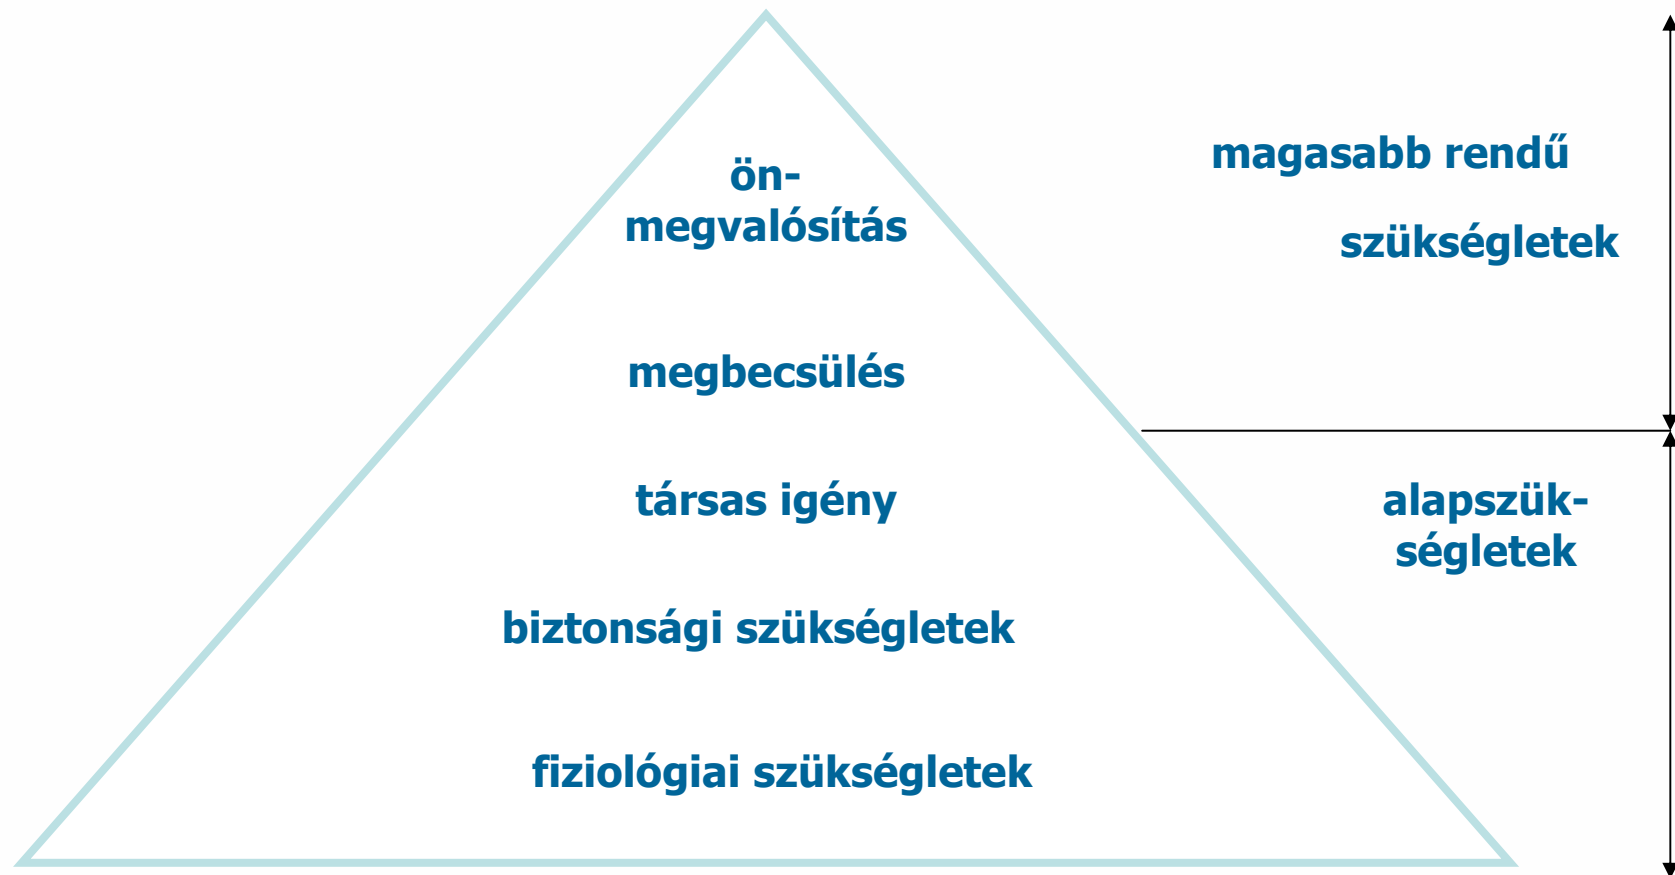 ön-
megvalósítás
magasabb rendű
szükségletek
megbecsülés
társas igény
alapszük-
ségletek
biztonsági szükségletek
fiziológiai szükségletek